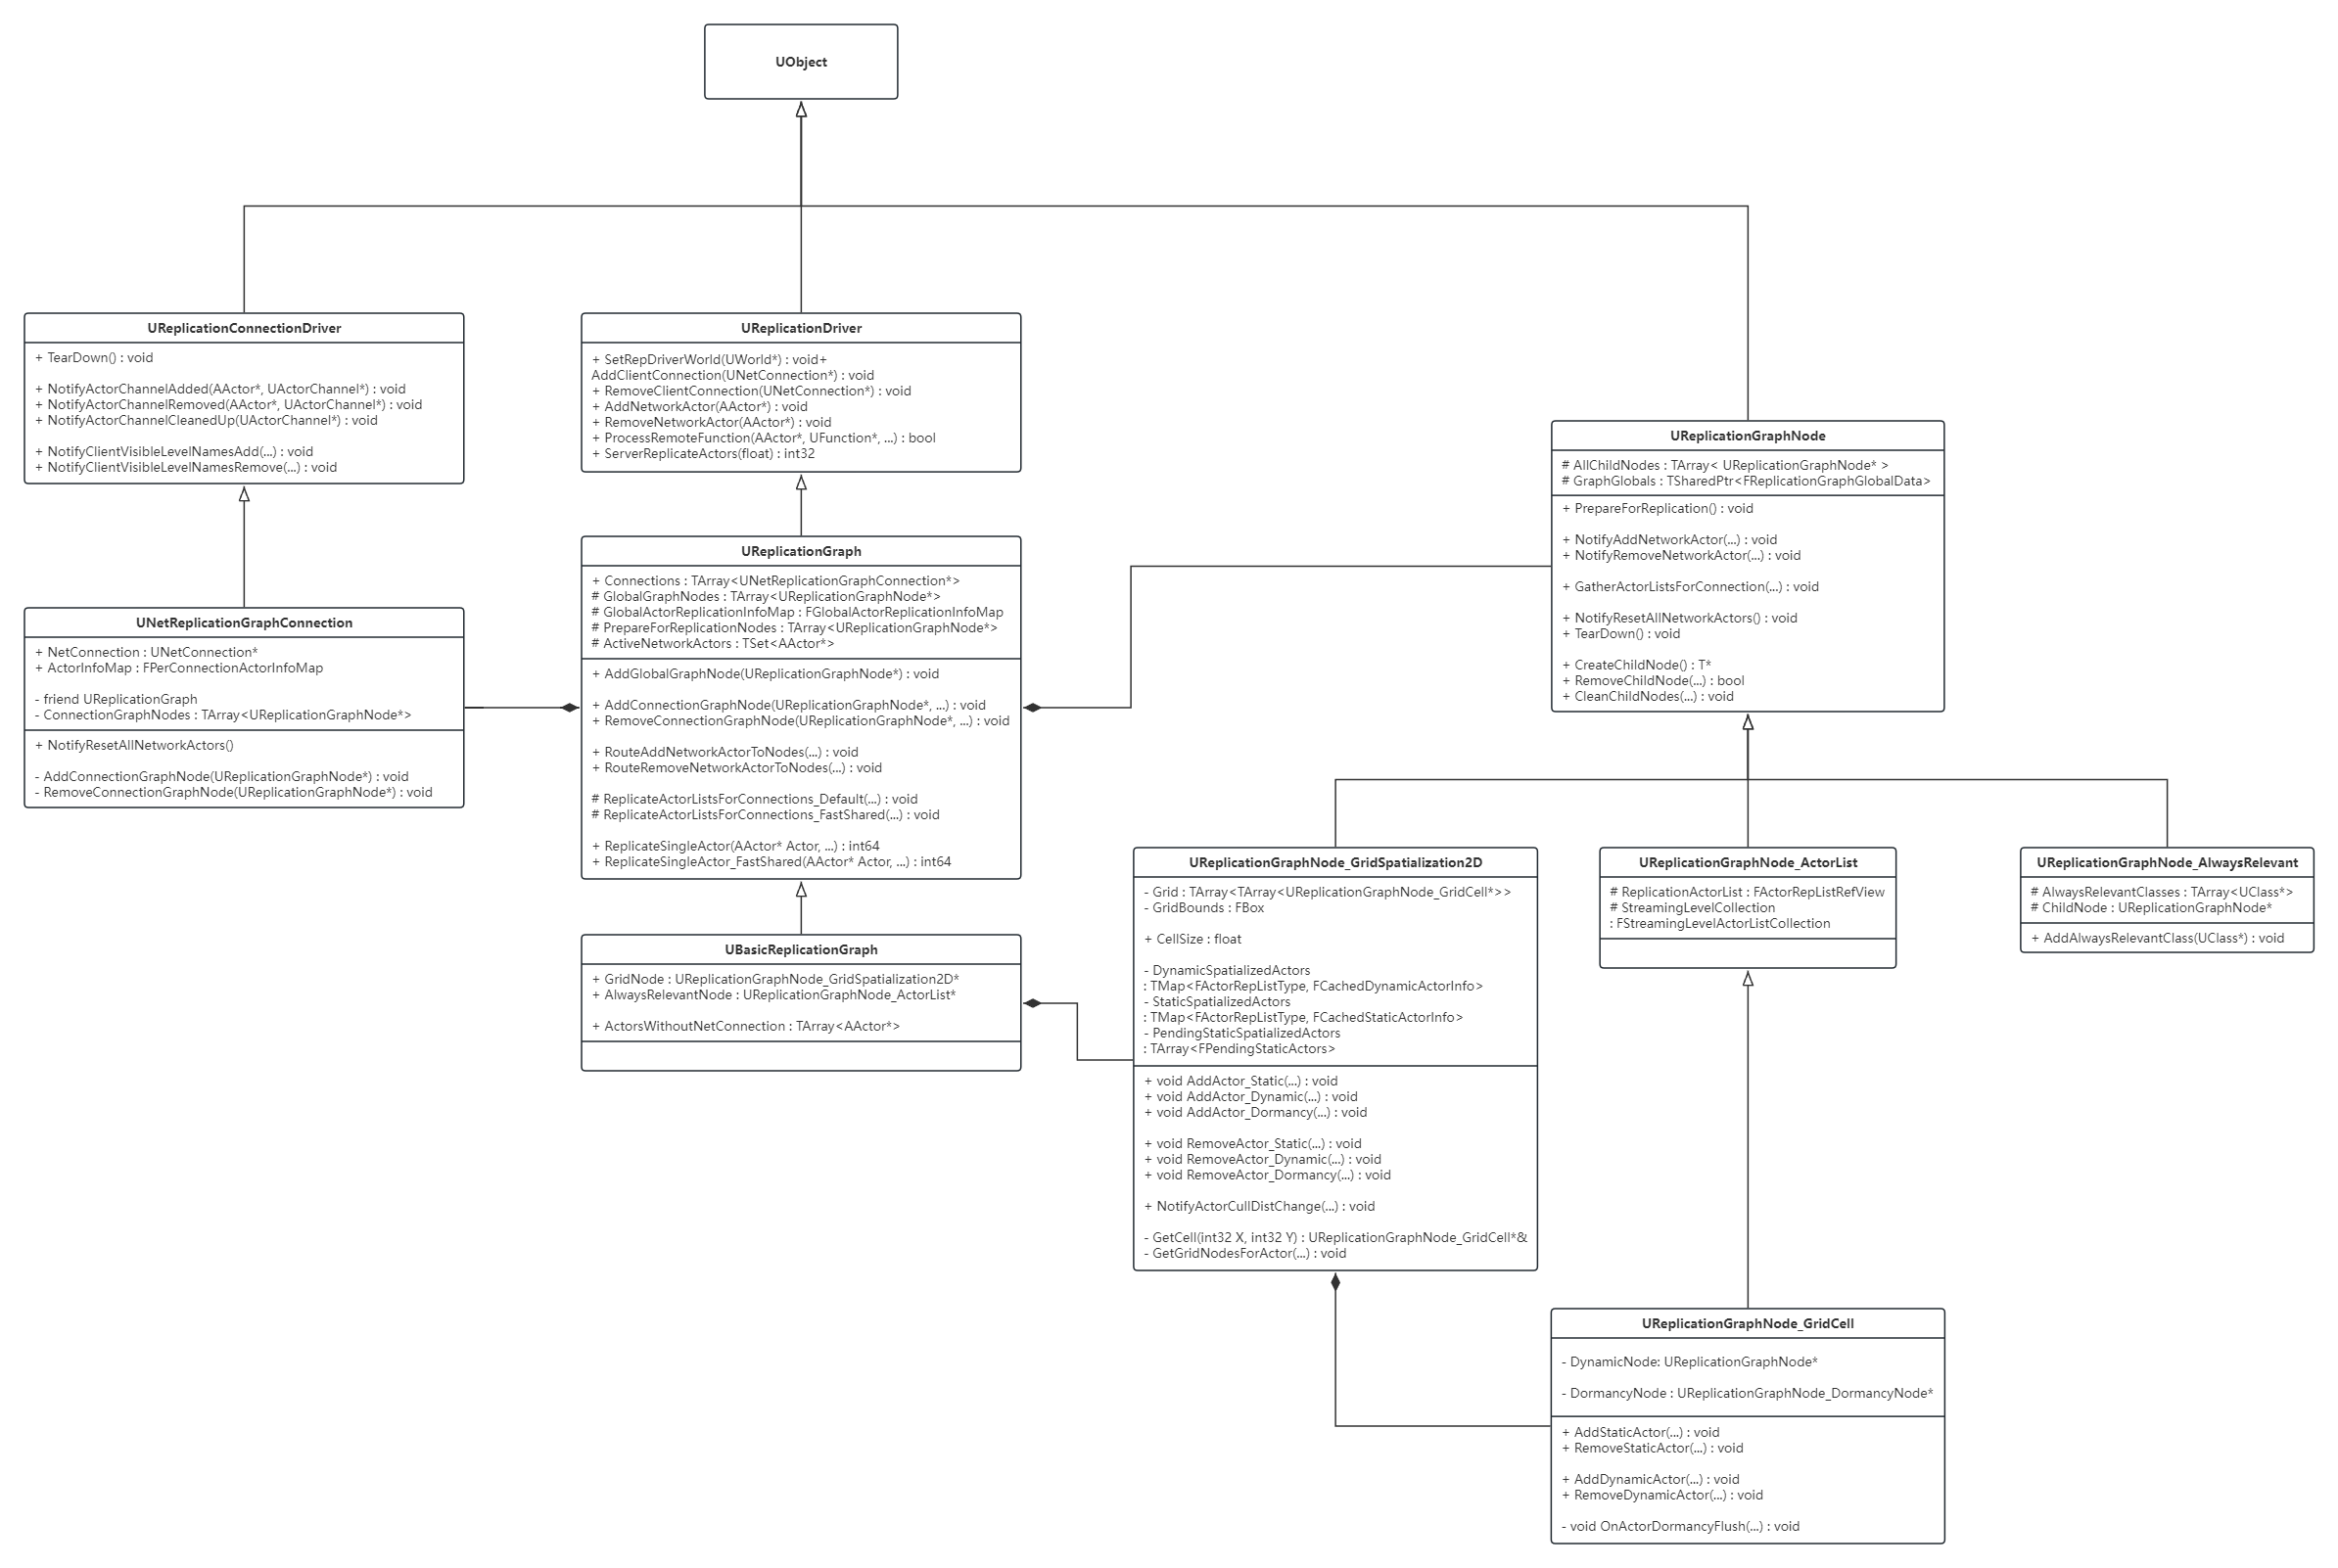 UObject
UReplicationConnectionDriver
+ TearDown() : void
+ NotifyActorChannelAdded(AActor*, UActorChannel*) : void
+ NotifyActorChannelRemoved(AActor*, UActorChannel*) : void
+ NotifyActorChannelCleanedUp(UActorChannel*) : void
+ NotifyClientVisibleLevelNamesAdd(...) : void
+ NotifyClientVisibleLevelNamesRemove(...) : void
UReplicationDriver
+ SetRepDriverWorld(UWorld*) : void+
AddClientConnection(UNetConnection*) : void
+ RemoveClientConnection(UNetConnection*) : void
+ AddNetworkActor(AActor*) : void
+ RemoveNetworkActor(AActor*) : void
+ ProcessRemoteFunction(AActor*, UFunction*, ...) : bool
+ ServerReplicateActors(float) : int32
UReplicationGraphNode
# AllChildNodes : TArray< UReplicationGraphNode* >
# GraphGlobals : TSharedPtr<FReplicationGraphGlobalData>
+ PrepareForReplication() : void
+ NotifyAddNetworkActor(...) : void
+ NotifyRemoveNetworkActor(...) : void
+ GatherActorListsForConnection(...) : void
+ NotifyResetAllNetworkActors() : void
+ TearDown() : void
+ CreateChildNode() : T*
+ RemoveChildNode(...) : bool
+ CleanChildNodes(...) : void
UNetReplicationGraphConnection
+ NetConnection : UNetConnection*
+ ActorInfoMap : FPerConnectionActorInfoMap
- friend UReplicationGraph
- ConnectionGraphNodes : TArray<UReplicationGraphNode*>
+ NotifyResetAllNetworkActors()
- AddConnectionGraphNode(UReplicationGraphNode*) : void
- RemoveConnectionGraphNode(UReplicationGraphNode*) : void
UReplicationGraph
+ Connections : TArray<UNetReplicationGraphConnection*>
# GlobalGraphNodes : TArray<UReplicationGraphNode*>
# GlobalActorReplicationInfoMap : FGlobalActorReplicationInfoMap
# PrepareForReplicationNodes : TArray<UReplicationGraphNode*>
# ActiveNetworkActors : TSet<AActor*>
+ AddGlobalGraphNode(UReplicationGraphNode*) : void
+ AddConnectionGraphNode(UReplicationGraphNode*, ...) : void
+ RemoveConnectionGraphNode(UReplicationGraphNode*, ...) : void
+ RouteAddNetworkActorToNodes(...) : void
+ RouteRemoveNetworkActorToNodes(...) : void
# ReplicateActorListsForConnections_Default(...) : void
# ReplicateActorListsForConnections_FastShared(...) : void
+ ReplicateSingleActor(AActor* Actor, ...) : int64
+ ReplicateSingleActor_FastShared(AActor* Actor, ...) : int64
UBasicReplicationGraph
+ GridNode : UReplicationGraphNode_GridSpatialization2D*
+ AlwaysRelevantNode : UReplicationGraphNode_ActorList*
+ ActorsWithoutNetConnection : TArray<AActor*>
UReplicationGraphNode_GridSpatialization2D
- Grid : TArray<TArray<UReplicationGraphNode_GridCell*>>
- GridBounds : FBox
+ CellSize : float
- DynamicSpatializedActors
: TMap<FActorRepListType, FCachedDynamicActorInfo>
- StaticSpatializedActors
: TMap<FActorRepListType, FCachedStaticActorInfo>
- PendingStaticSpatializedActors
: TArray<FPendingStaticActors>
+ void AddActor_Static(...) : void
+ void AddActor_Dynamic(...) : void
+ void AddActor_Dormancy(...) : void
+ void RemoveActor_Static(...) : void
+ void RemoveActor_Dynamic(...) : void
+ void RemoveActor_Dormancy(...) : void
+ NotifyActorCullDistChange(...) : void
- GetCell(int32 X, int32 Y) : UReplicationGraphNode_GridCell*&
- GetGridNodesForActor(...) : void
UReplicationGraphNode_ActorList
# ReplicationActorList : FActorRepListRefView
# StreamingLevelCollection
: FStreamingLevelActorListCollection
UReplicationGraphNode_AlwaysRelevant
# AlwaysRelevantClasses : TArray<UClass*>
# ChildNode : UReplicationGraphNode*
+ AddAlwaysRelevantClass(UClass*) : void
UReplicationGraphNode_GridCell
- DynamicNode: UReplicationGraphNode*
- DormancyNode : UReplicationGraphNode_DormancyNode*
+ AddStaticActor(...) : void
+ RemoveStaticActor(...) : void
+ AddDynamicActor(...) : void
+ RemoveDynamicActor(...) : void
- void OnActorDormancyFlush(...) : void